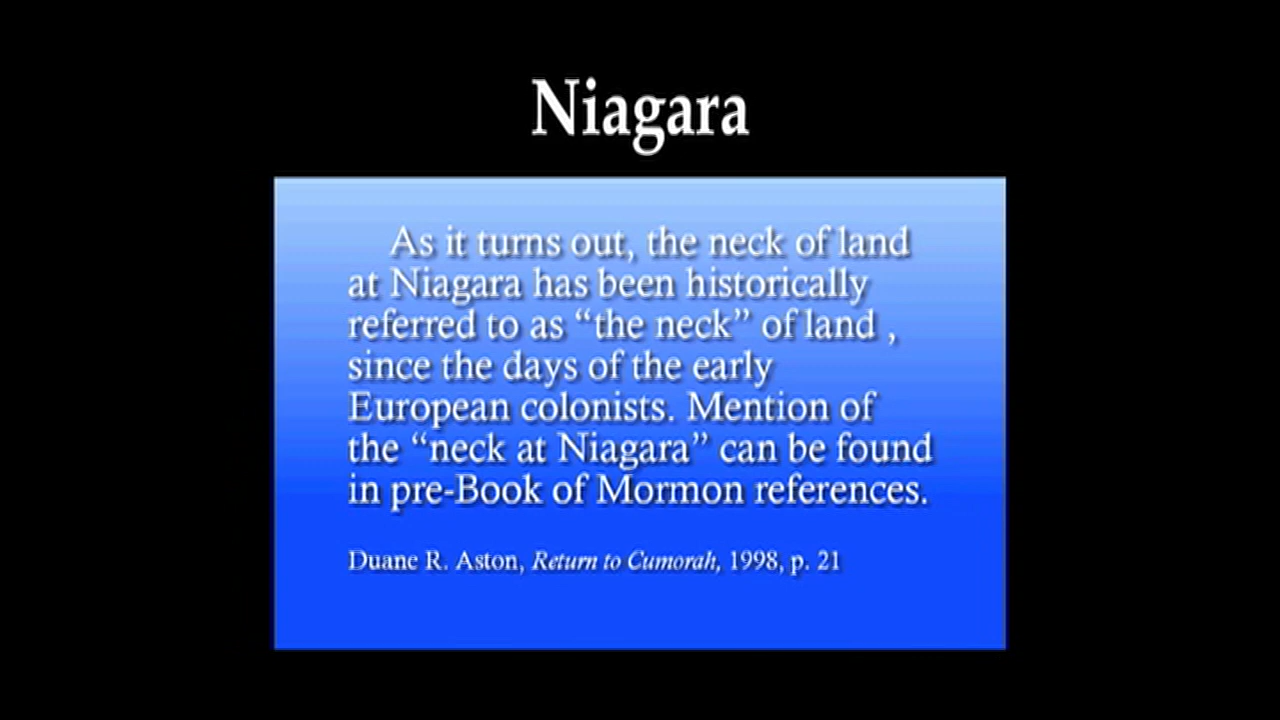 Niagara
As it turns out, the neck of land
at Niagara has been historically
referred to as “the neck” of land ,
since the days of the early
European colonists. Mention of
the “neck at Niagara” can be found
in pre-Book of Mormon references.
Duane R. Aston, Return to Cumorah, 1998, p. 21